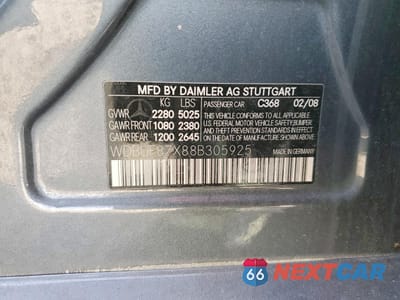 MFD BY DAIMLER AG STUTTGART
KG LBS
GVWR 2280 5025
GAWR FRONT 1080 2380
GAWR REAR 1200 2645
PASSENGER CAR C368 02/08
THIS VEHICLE CONFORMS TO ALL APPLICABLE
U.S. FEDERAL MOTOR VEHICLE SAFETY, BUMPER
AND THEFT PREVENTION STANDARDS IN EFFECT
ON THE DATE OF MANUFACTURE SHOWN ABOVE
X88B305925
MADE IN GERMANY
66 NEXTCAR